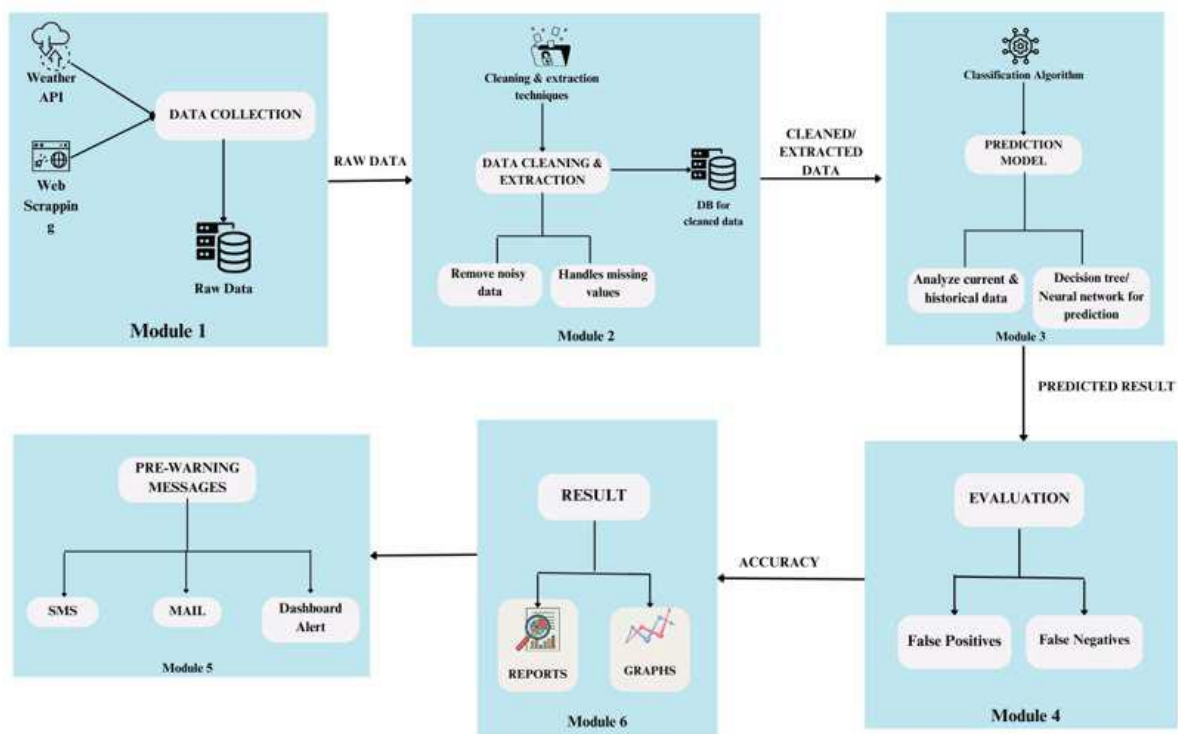 Weather
API
Web
Scrappin
g
DATA COLLECTION
Raw Data
Module 1
RAW DATA
Cleaning & extraction
techniques
DATA CLEANING &
EXTRACTION
DB for
cleaned data
Remove noisy
data
Handles missing
values
Module 2
CLEANED/
EXTRACTED
DATA
Classification Algorithm
PREDICTION
MODEL
Analyze current &
historical data
Decision tree/
Neural network for
prediction
Module 3
PREDICTED RESULT
EVALUATION
False Positives
False Negatives
Module 4
ACCURACY
RESULT
REPORTS
GRAPHS
Module 6
PRE-WARNING
MESSAGES
SMS
MAIL
Dashboard
Alert
Module 5